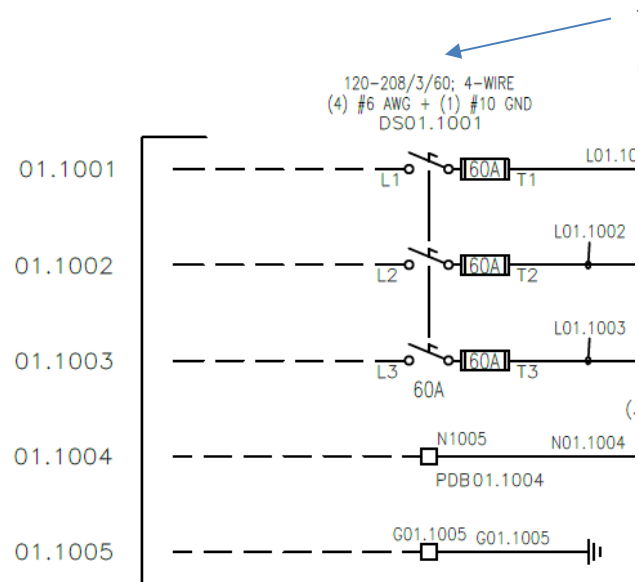 120-208/3/60; 4-WIRE
(4) #6 AWG + (1) #10 GND
DS01.1001
01.1001
L1
60A
T1
L01.10
01.1002
L2
60A
T2
L01.1002
01.1003
L3
60A
T3
L01.1003
60A
01.1004
N1005
N01.1004
PDB01.1004
01.1005
G01.1005
G01.1005